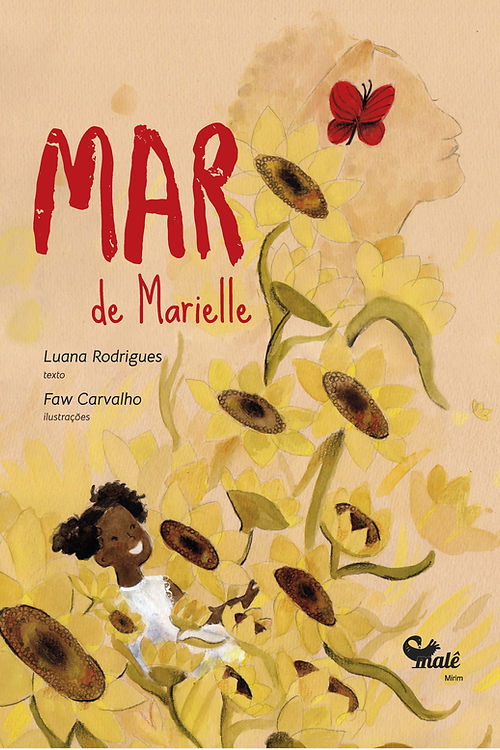 MAR
de Marielle
Luana Rodrigues
texto
Faw Carvalho
ilustrações
malê
Mirim